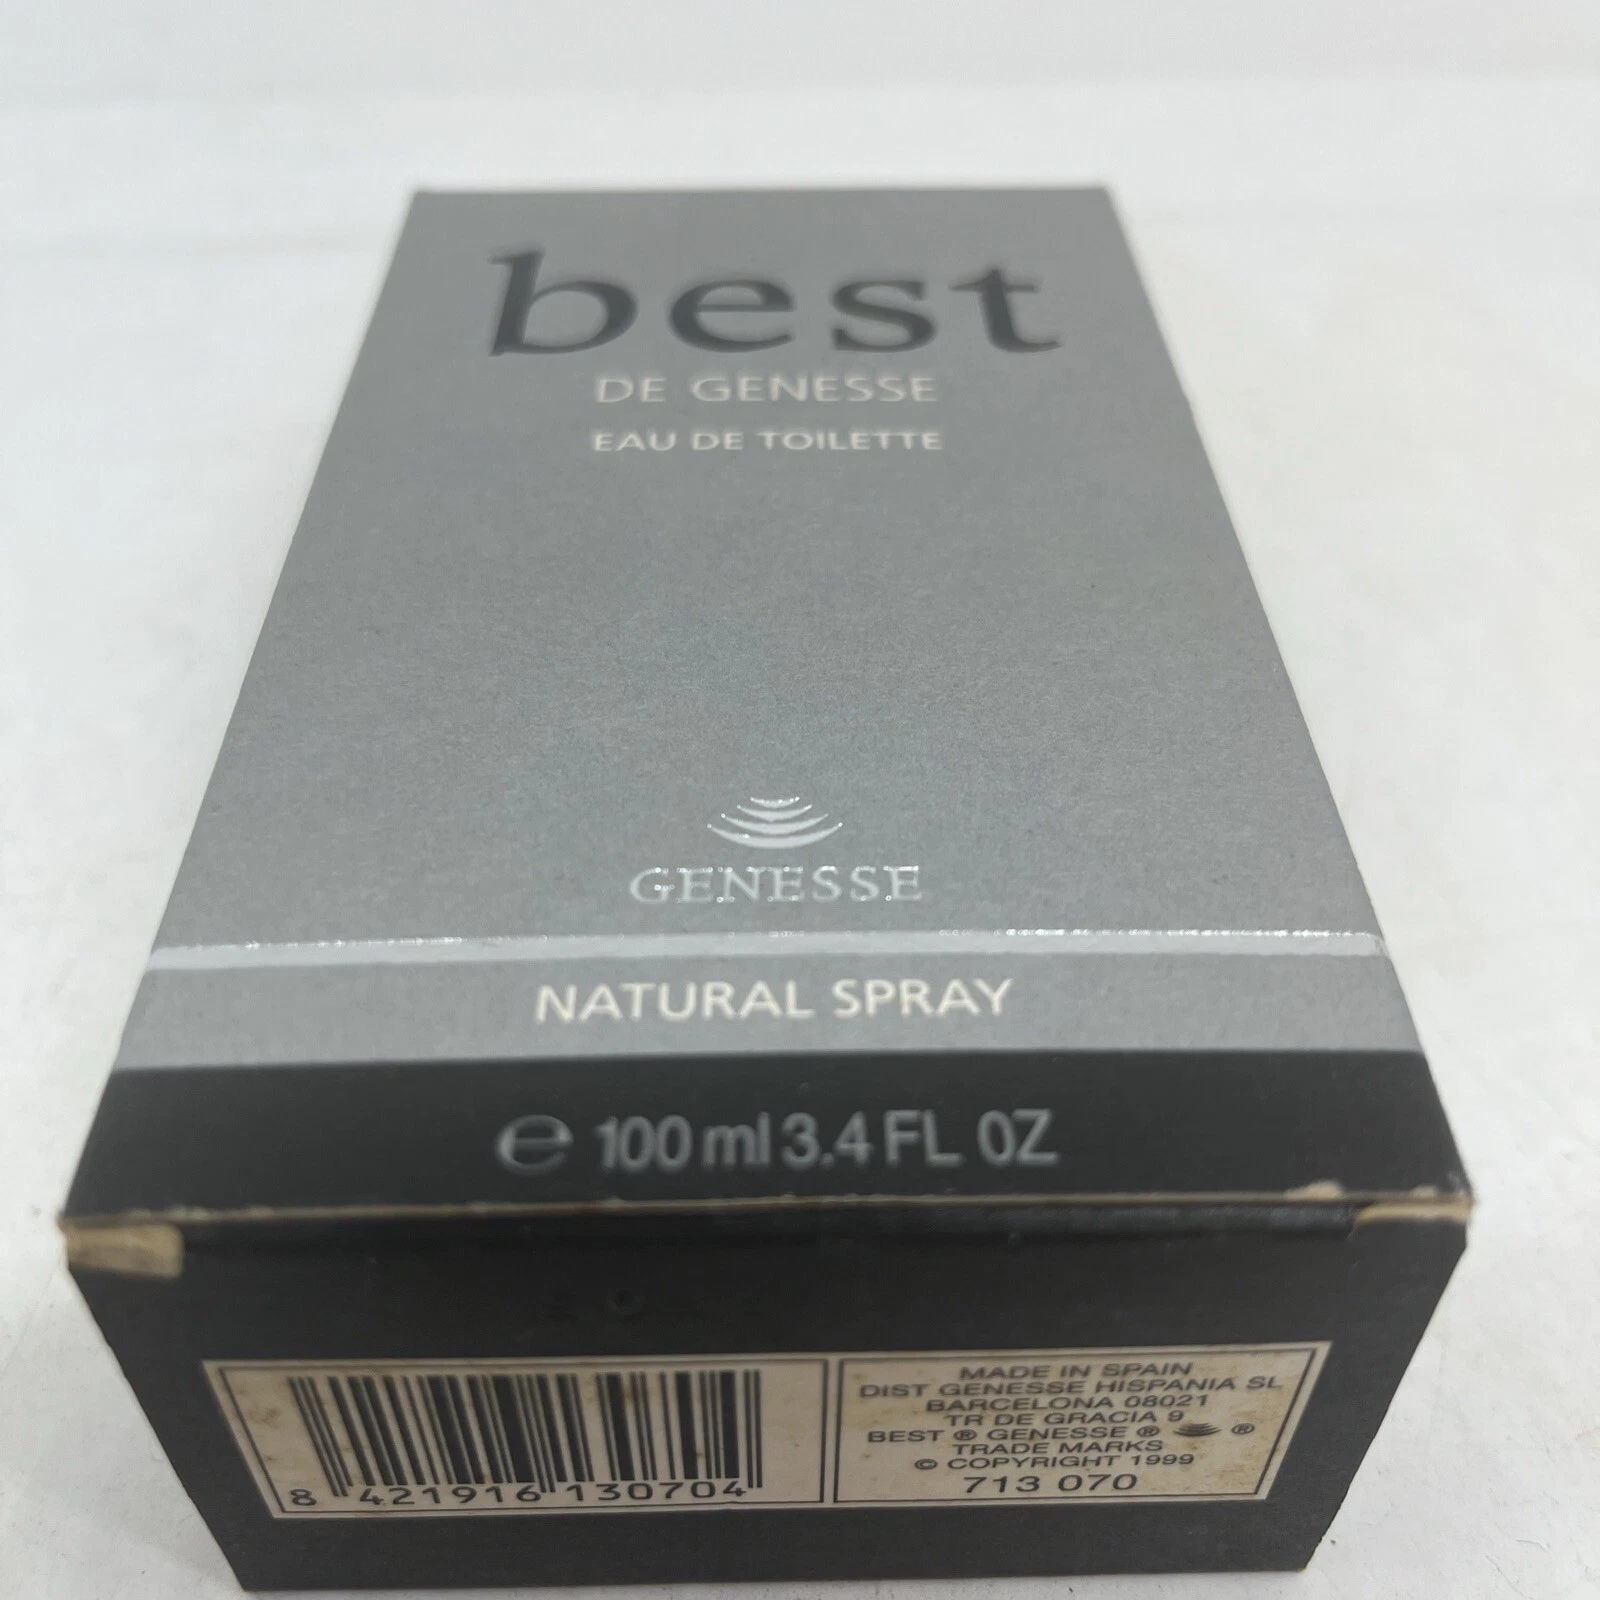 best
DE GENESSE
EAU DE TOILETTE
GENESSE
NATURAL SPRAY
℮ 100 ml 3.4 FL OZ
8 421916 130704
MADE IN SPAIN
DIST GENESSE HISPANIA SL
BARCELONA 08021
TR DE GRACIA 9
BEST ® GENESSE ® ®
TRADE MARKS
© COPYRIGHT 1999
713 070